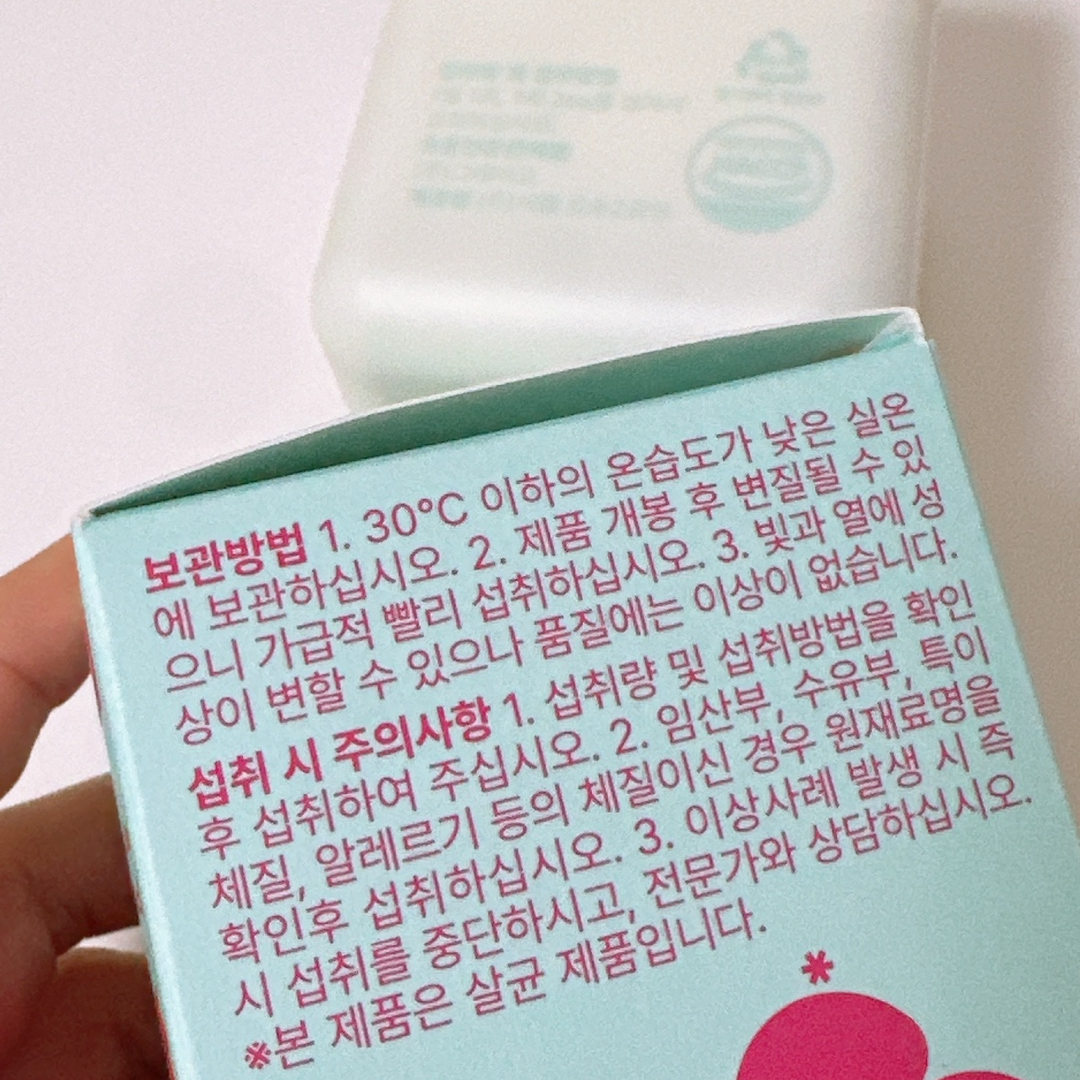 보관방법 1. 30°C 이하의 온습도가 낮은 실온
에 보관하십시오. 2. 제품 개봉 후 변질될 수 있
으니 가급적 빨리 섭취하십시오. 3. 빛과 열에 성
상이 변할 수 있으나 품질에는 이상이 없습니다.
섭취 시 주의사항 1. 섭취량 및 섭취방법을 확인
후 섭취하여 주십시오. 2. 임산부, 수유부, 특이
체질, 알레르기 등의 체질이신 경우 원재료명을
확인후 섭취하십시오. 3. 이상사례 발생 시 즉
시 섭취를 중단하시고, 전문가와 상담하십시오.
※본 제품은 살균 제품입니다.